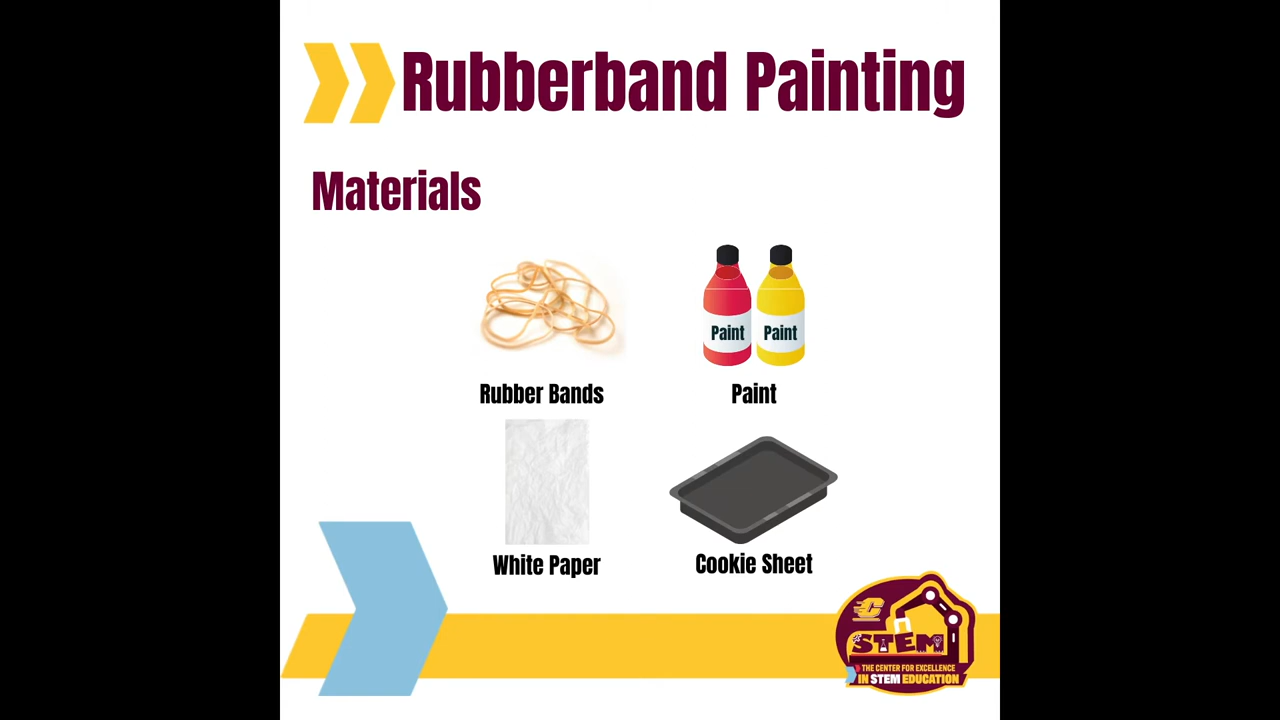 Rubberband Painting
Materials
Paint Paint
Rubber Bands
Paint
White Paper
Cookie Sheet
C
STEM
THE CENTER FOR EXCELLENCE
IN STEM EDUCATION